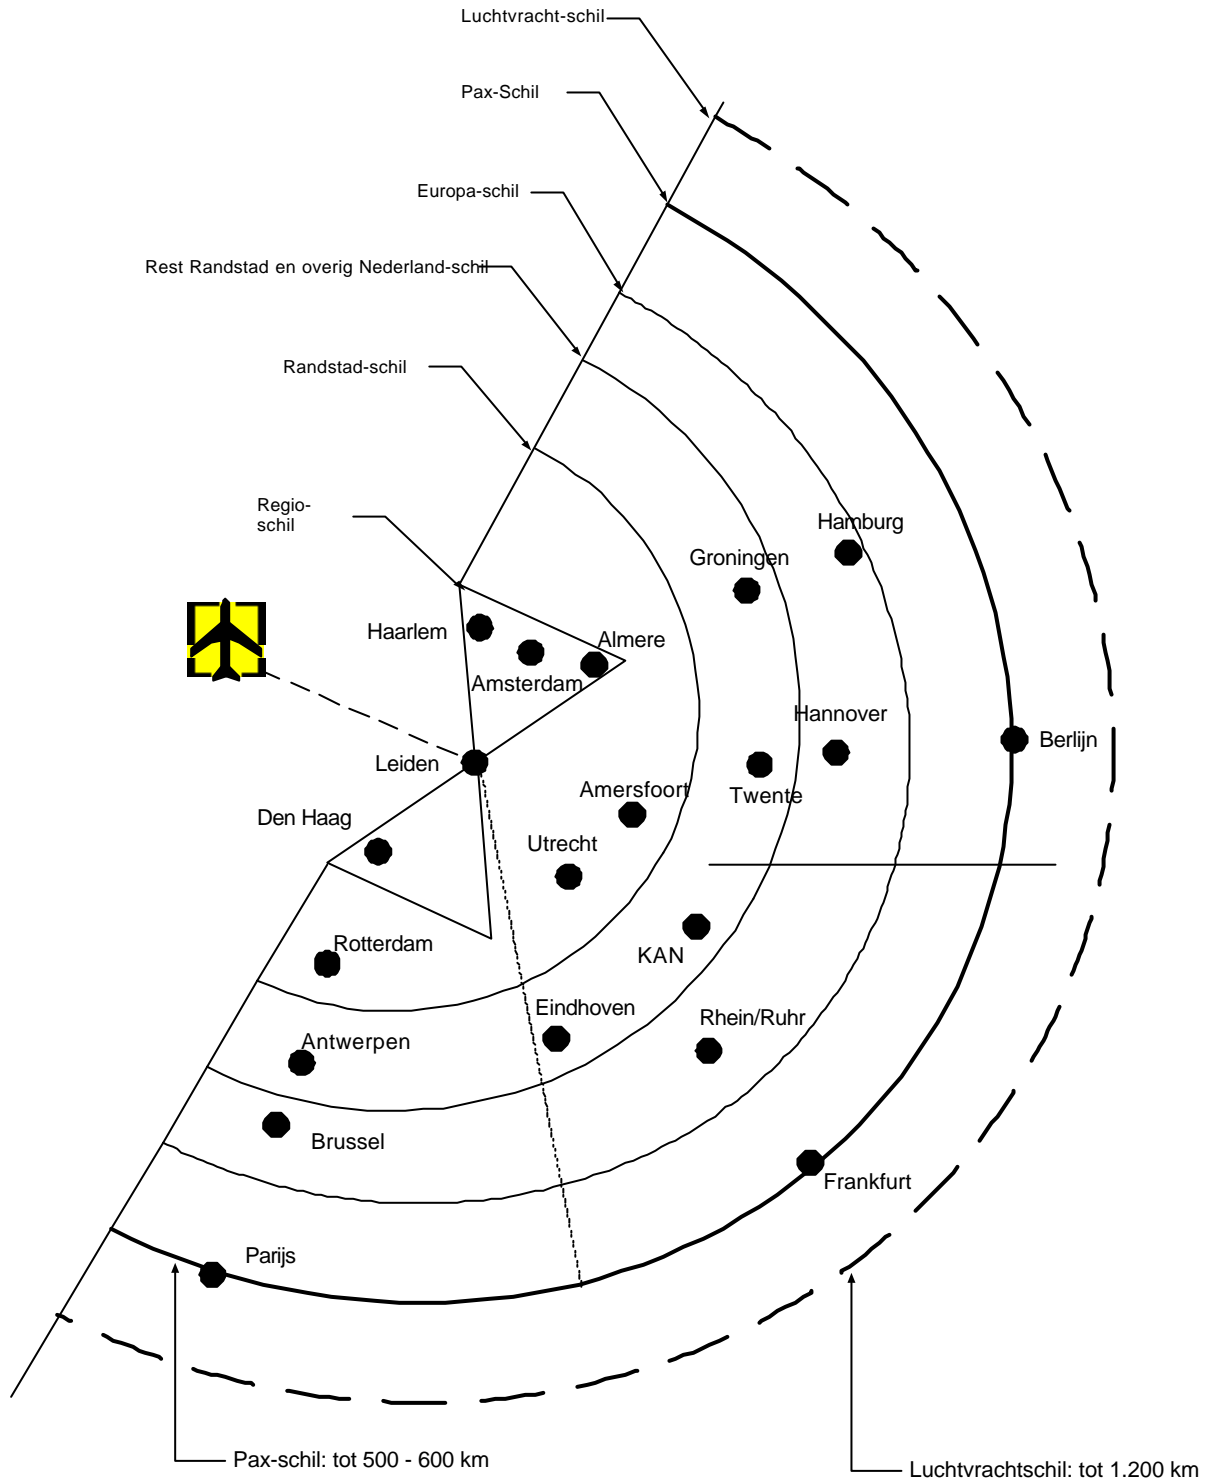 Luchtvracht-schil
Pax-Schil
Europa-schil
Rest Randstad en overig Nederland-schil
Randstad-schil
Regio-
schil
Hamburg
Groningen
Haarlem
Almere
Amsterdam
Hannover
Berlijn
Leiden
Amersfoort
Twente
Den Haag
Utrecht
Rotterdam
KAN
Eindhoven
Rhein/Ruhr
Antwerpen
Brussel
Frankfurt
Parijs
Pax-schil: tot 500 - 600 km
Luchtvrachtschil: tot 1.200 km